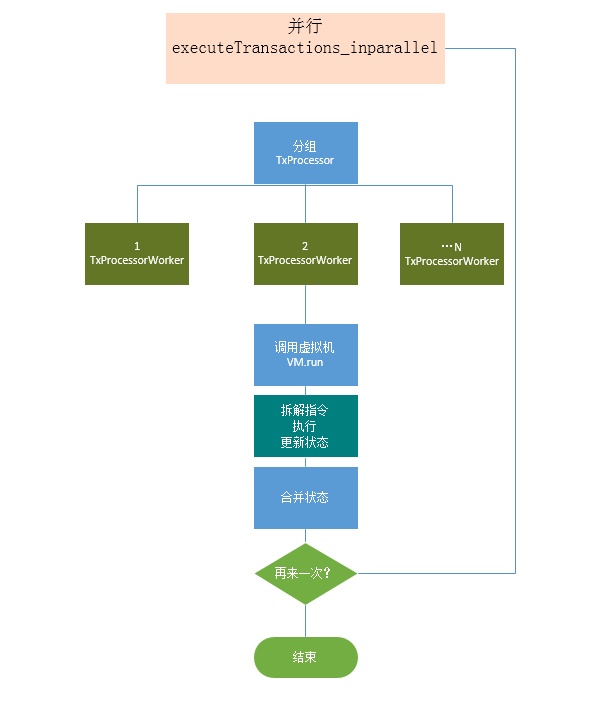 并行
executeTransactions_inparallel
分组
TxProcessor
1
TxProcessorWorker
2
TxProcessorWorker
…N
TxProcessorWorker
调用虚拟机
VM.run
拆解指令
执行
更新状态
合并状态
再来一次?
结束